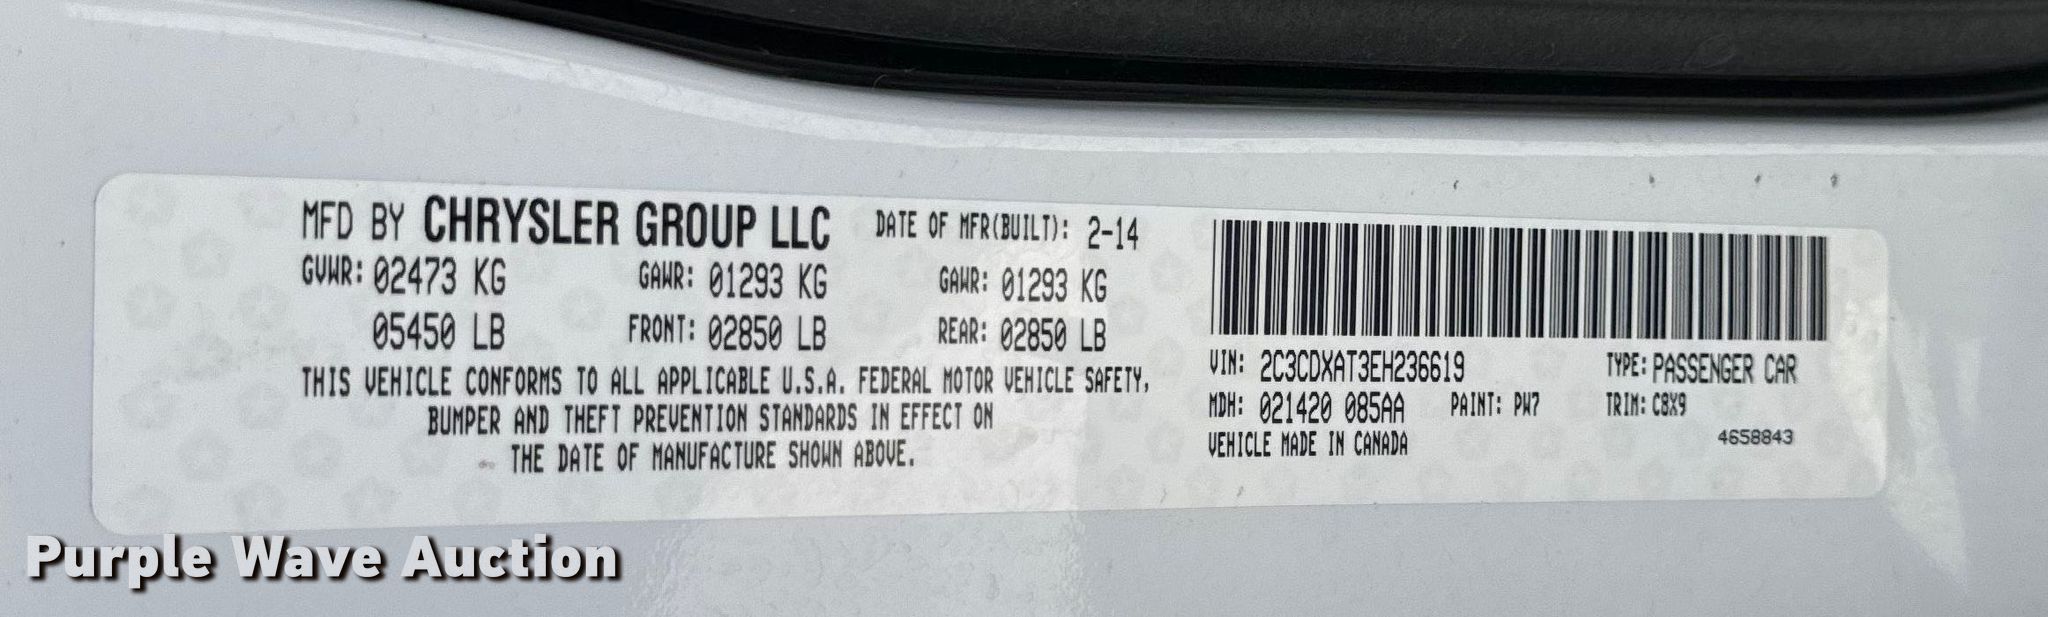 MFD BY CHRYSLER GROUP LLC DATE OF MFR(BUILT): 2-14
GVWR: 02473 KG GAWR: 01293 KG GAWR: 01293 KG
05450 LB FRONT: 02850 LB REAR: 02850 LB
THIS VEHICLE CONFORMS TO ALL APPLICABLE U.S.A. FEDERAL MOTOR VEHICLE SAFETY,
BUMPER AND THEFT PREVENTION STANDARDS IN EFFECT ON
THE DATE OF MANUFACTURE SHOWN ABOVE.
VIN: 2C3CDXAT3EH236619 TYPE: PASSENGER CAR
MDH: 021420 085AA PAINT: PW7 TRIM: C8X9
VEHICLE MADE IN CANADA 4658843
Purple Wave Auction